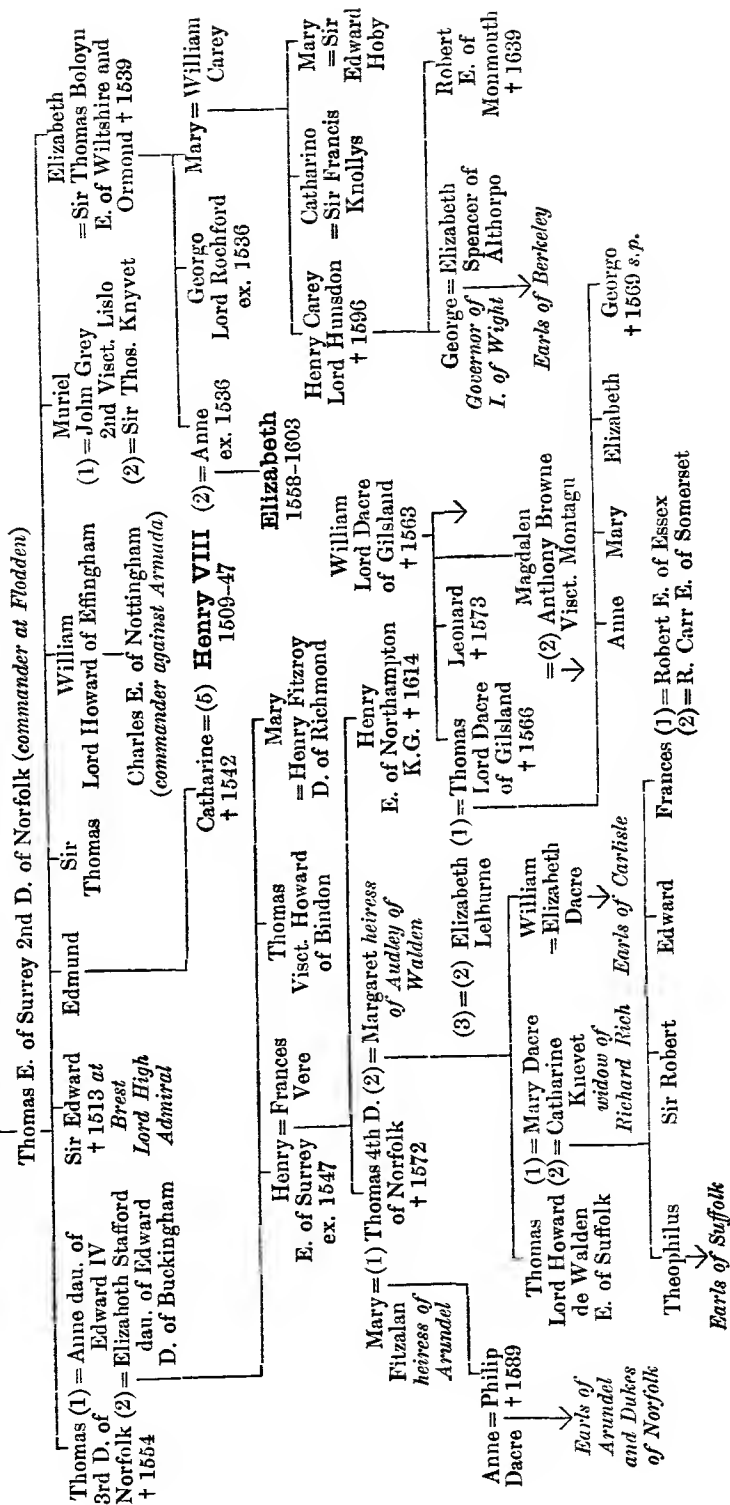 Thomas E. of Surrey 2nd D. of Norfolk (commander at Flodden)
Thomas (1) = Anne dau. of
3rd D. of Edward IV
Norfolk (2) = Elizahoth Stafford
† 1554 dau. of Edward
D. of Buckingham
Sir Edward
† 1513 at
Brest
Lord High
Admiral
Edmund
Sir
Thomas
William
Lord Howard of Effingham
Charles E. of Nottingham
(commander against Armada)
Muriel
(1) = John Grey
2nd Visct. Lislo
(2) = Sir Thos. Knyvet
Elizabeth
= Sir Thomas Boloyn
E. of Wiltshire and
Ormond † 1539
Catharine = (5) Henry VIII (2) = Anne
† 1542 1509-47 ex. 1536
Georgo
Lord Rochford
ex. 1536
Mary = William
Carey
Elizabeth
1558-1603
Henry Carey
Lord Hunsdon
† 1596
Catharino
= Sir Francis
Knollys
Mary
= Sir
Edward
Hoby
George = Elizabeth
Governor of Spencer of
I. of Wight Althorpo
Earls of Berkeley
Robert
E. of
Monmouth
† 1639
Henry = Frances
E. of Surrey Vere
ex. 1547
Thomas
Visct. Howard
of Bindon
Mary
= Henry Fitzroy
D. of Richmond
Mary = (1) Thomas 4th D. (2) = Margaret heiress
Fitzalan of Norfolk of Audley of
heiress of † 1572 Walden
Arundel
Henry
E. of Northampton
K.G. † 1614
William
Lord Dacre
of Gilsland
† 1563
(3) = (2) Elizabeth (1) = Thomas
Lelburne Lord Dacre
of Gilsland
† 1566
Leonard
† 1573
Magdalen
= (2) Anthony Browne
Visct. Montagu
Anne = Philip
Dacre † 1589
Earls of
Arundel
and Dukes
of Norfolk
Thomas (1) = Mary Dacre
Lord Howard (2) = Catharine
de Walden Knevet
E. of Suffolk widow of
Richard Rich
William
= Elizabeth
Dacre
Earls of Carlisle
Anne
Mary
Elizabeth
Georgo
† 1569 s.p.
Theophilus
Earls of Suffolk
Sir Robert
Edward
Frances (1) = Robert E. of Essex
(2) = R. Carr E. of Somerset